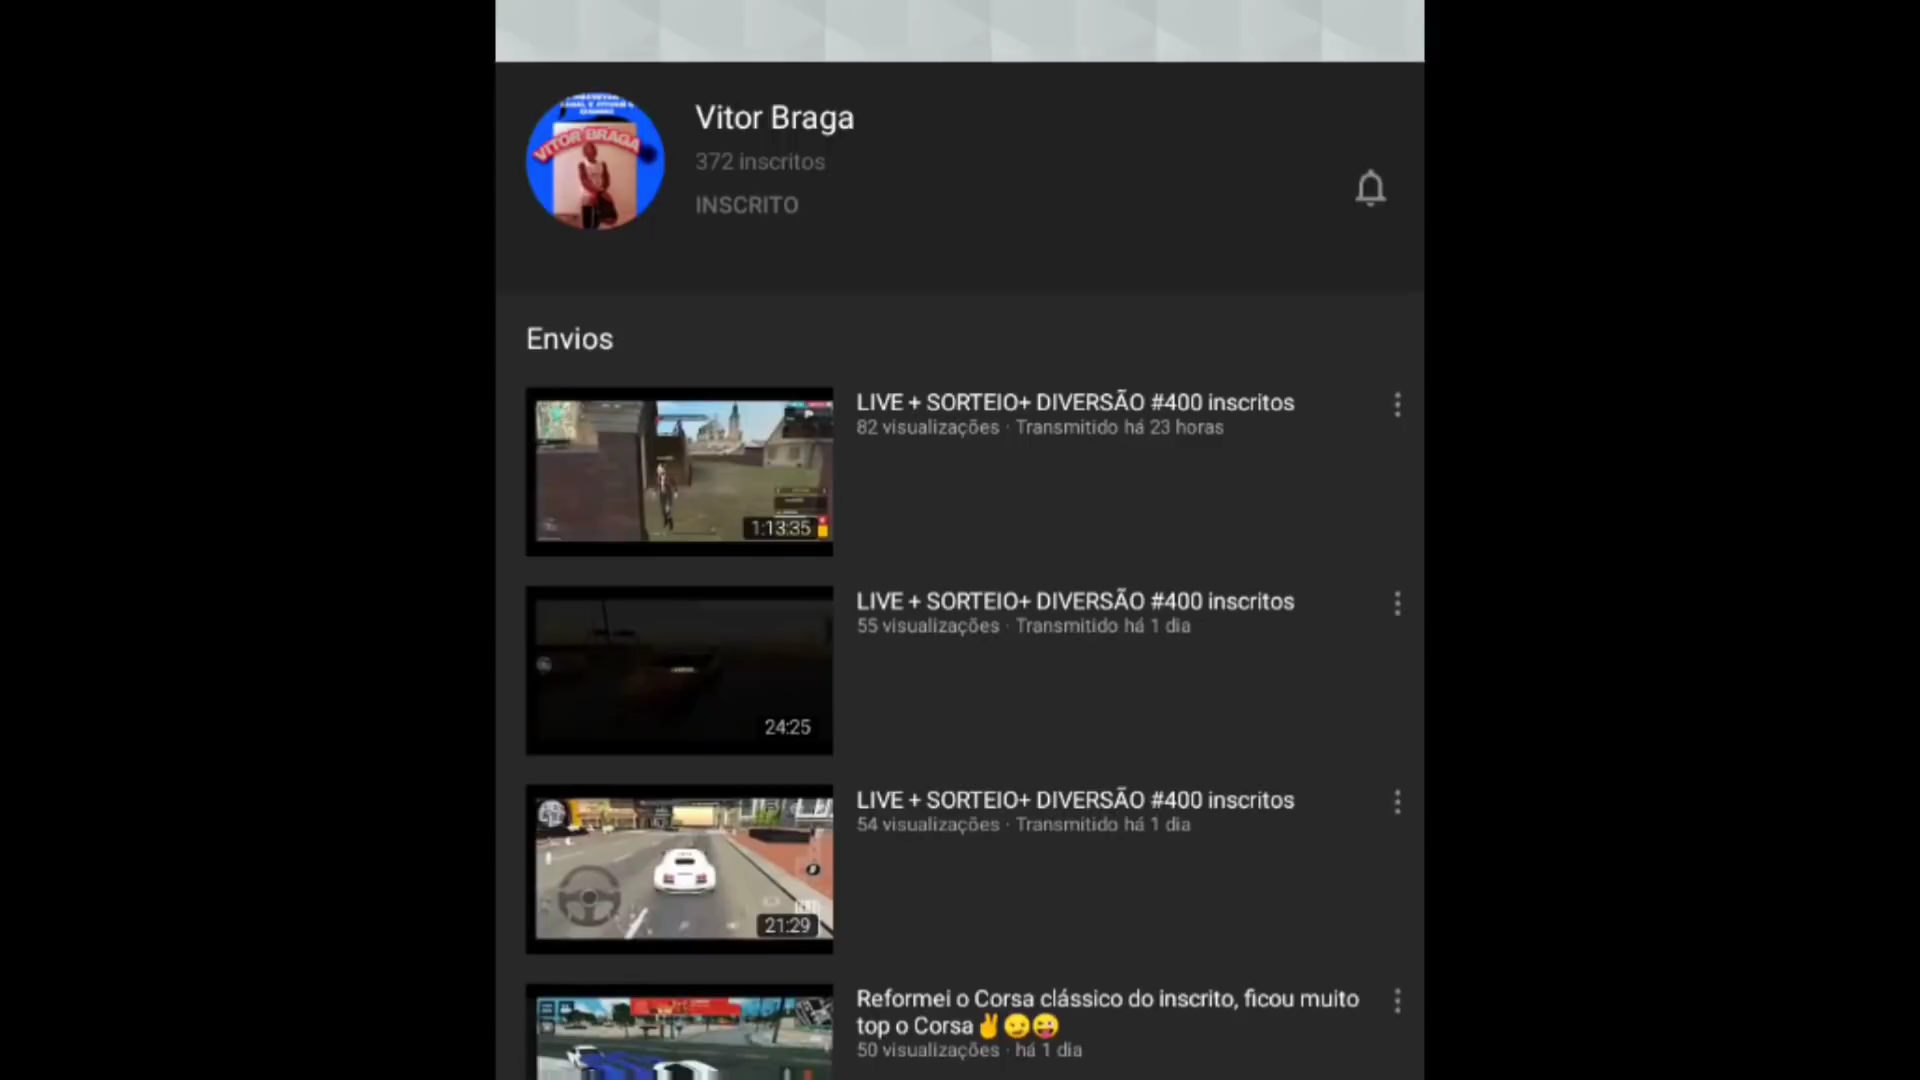 VITOR BRAGA
Vitor Braga
372 inscritos
INSCRITO
Envios
LIVE + SORTEIO+ DIVERSÃO #400 inscritos
82 visualizações · Transmitido há 23 horas
1:13:35
LIVE + SORTEIO+ DIVERSÃO #400 inscritos
55 visualizações · Transmitido há 1 dia
24:25
LIVE + SORTEIO+ DIVERSÃO #400 inscritos
54 visualizações · Transmitido há 1 dia
21:29
Reformei o Corsa clássico do inscrito, ficou muito
top o Corsa✌😏😜
50 visualizações · há 1 dia